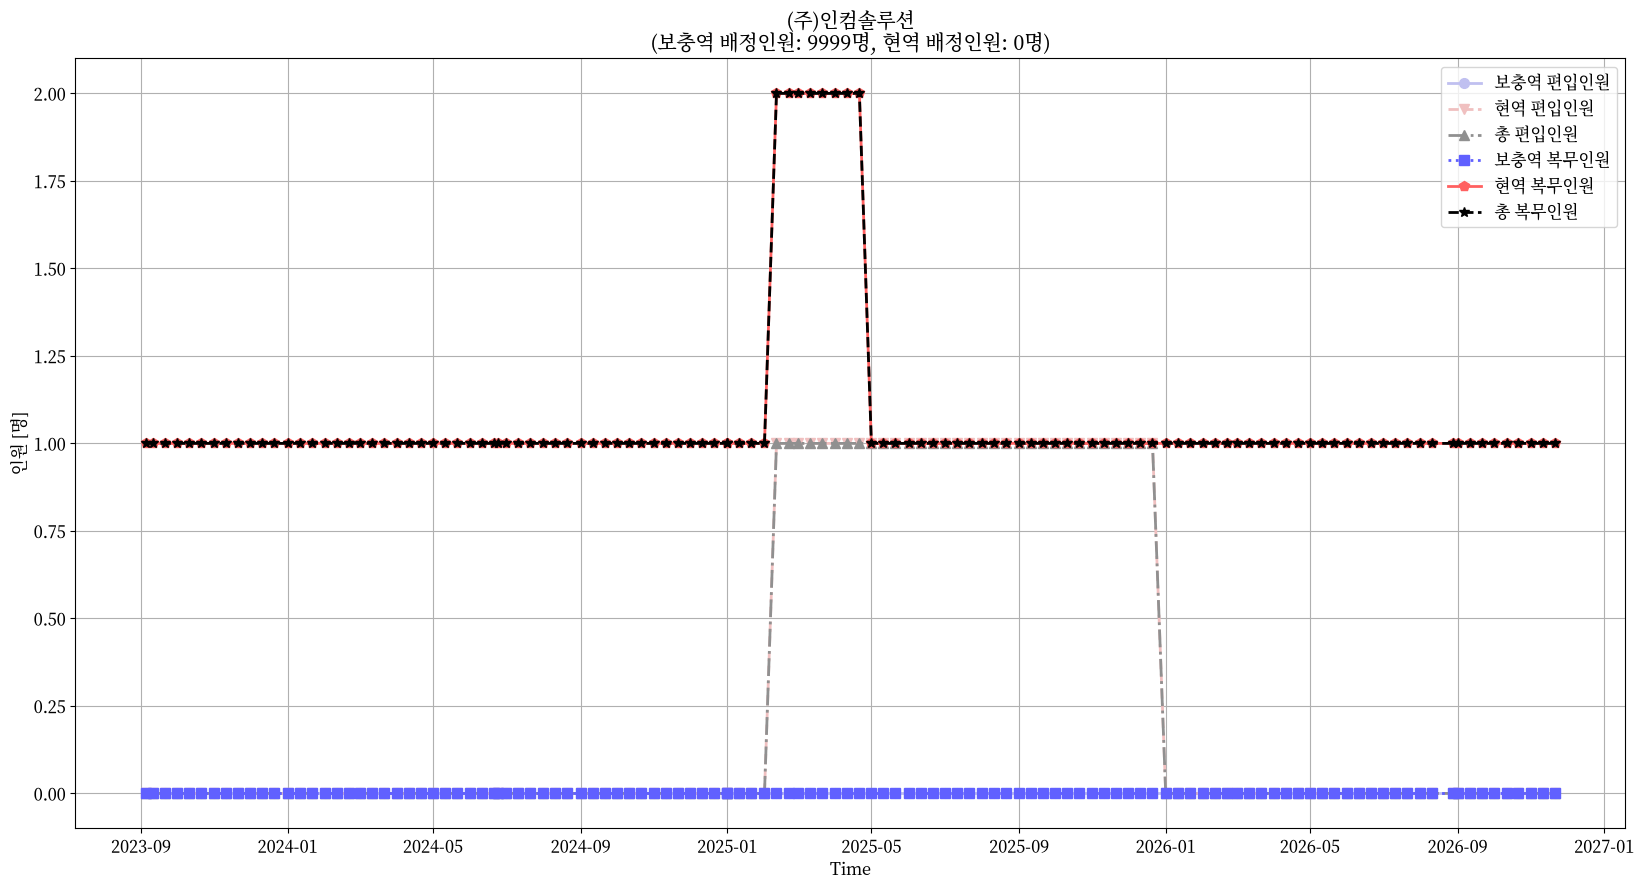 (주)인컴솔루션
(보충역 배정인원: 9999명, 현역 배정인원: 0명)
보충역 편입인원
현역 편입인원
총 편입인원
보충역 복무인원
현역 복무인원
총 복무인원
인원 [명]
2.00
1.75
1.50
1.25
1.00
0.75
0.50
0.25
0.00
2023-09
2024-01
2024-05
2024-09
2025-01
2025-05
2025-09
2026-01
2026-05
2026-09
2027-01
Time